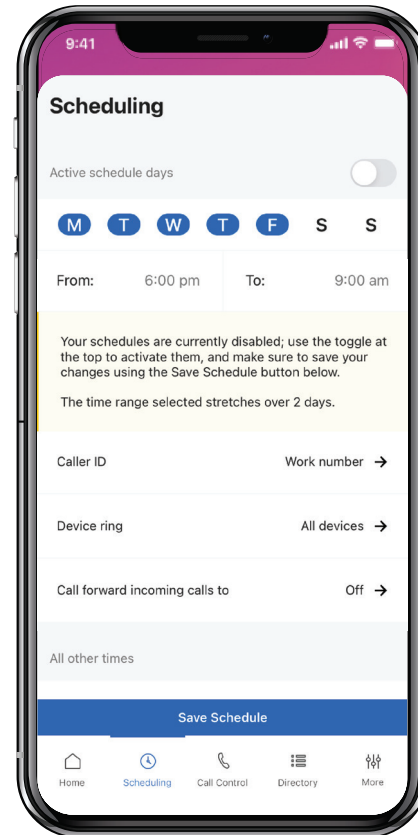 9:41
Scheduling
Active schedule days
M T W T F S S
From: 6:00 pm To: 9:00 am
Your schedules are currently disabled; use the toggle at
the top to activate them, and make sure to save your
changes using the Save Schedule button below.
The time range selected stretches over 2 days.
Caller ID Work number →
Device ring All devices →
Call forward incoming calls to Off →
All other times
Save Schedule
Home Scheduling Call Control Directory More